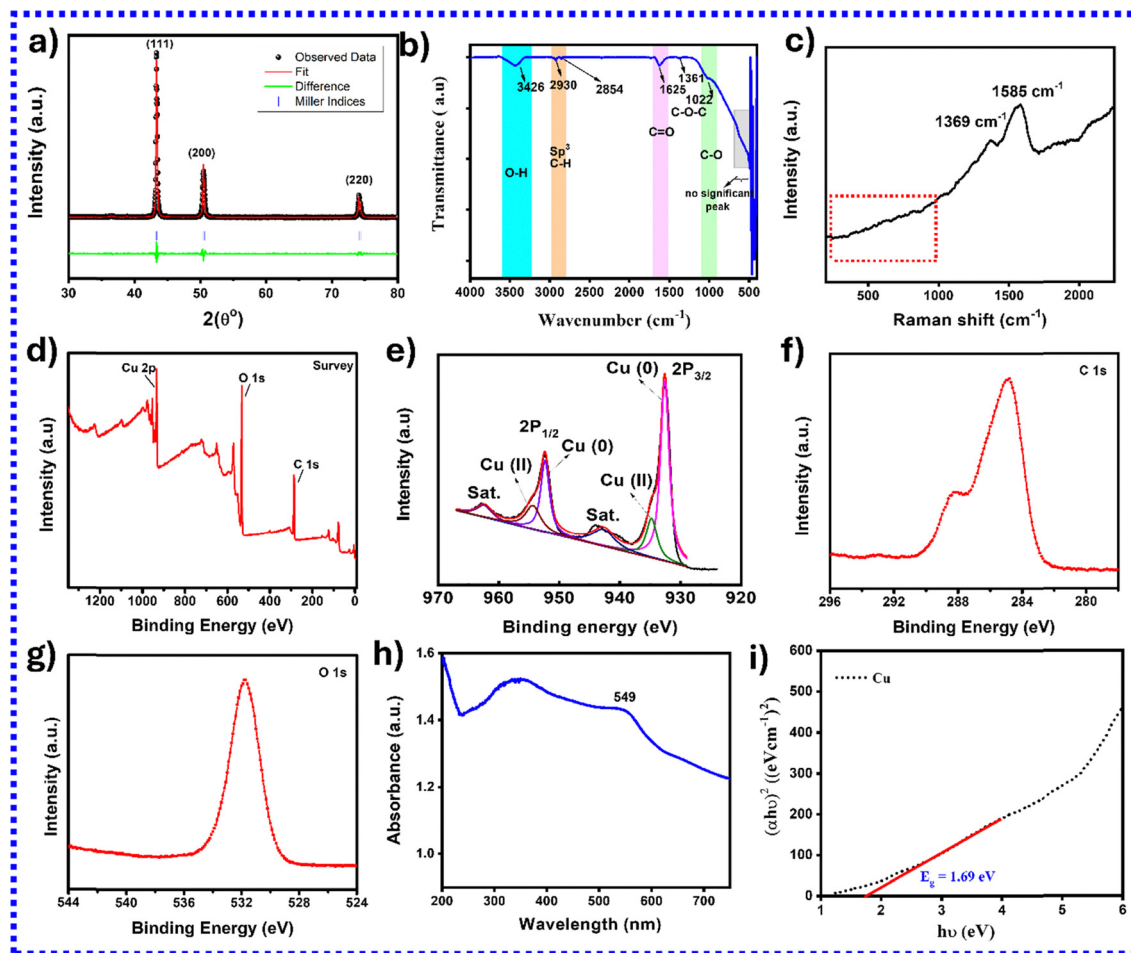 a)
(111)
Observed Data
Fit
Difference
Miller Indices
(200)
(220)
Intensity (a.u.)
30 40 50 60 70 80
2(θ°)
b)
3426
2930
2854
1625
1361
1022
C-O-C
C=O
Sp³
C-H
O-H
C-O
no significant
peak
Transmittance ( a.u)
4000 3500 3000 2500 2000 1500 1000 500
Wavenumber (cm⁻¹)
c)
1585 cm⁻¹
1369 cm⁻¹
Intensity (a.u.)
500 1000 1500 2000
Raman shift (cm⁻¹)
d)
Survey
Cu 2p
O 1s
C 1s
Intensity (a.u)
1200 1000 800 600 400 200 0
Binding Energy (eV)
e)
Cu (0)
2P₃/₂
2P₁/₂
Cu (0)
Cu (II)
Cu (II)
Sat.
Sat.
Intensity (a.u)
970 960 950 940 930 920
Binding energy (eV)
f)
C 1s
Intensity (a.u.)
296 292 288 284 280
Binding Energy (eV)
g)
O 1s
Intensity (a.u.)
544 540 536 532 528 524
Binding Energy (eV)
h)
549
1.6
1.4
1.2
1.0
Absorbance (a.u.)
200 300 400 500 600 700
Wavelength (nm)
i)
Cu
600
500
400
300
200
100
0
(αhυ)² ((eVcm⁻¹)²)
E_g = 1.69 eV
1 2 3 4 5 6
hυ (eV)